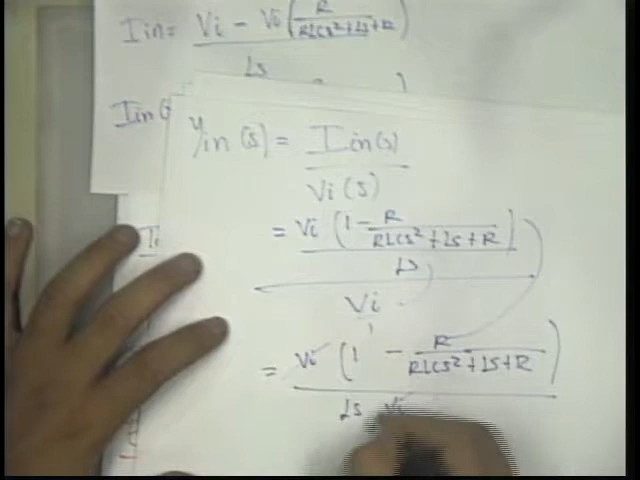 Iin = Vi - Vi ( R / RLCs² + Ls + R )
Ls
Iin(
Yin (s) = Iin(s)
Vi (s)
= Vi ( 1 - R / RLCs² + Ls + R )
Ls
Vi
= Vi ( 1 - R / RLCs² + Ls + R )
Ls Vi